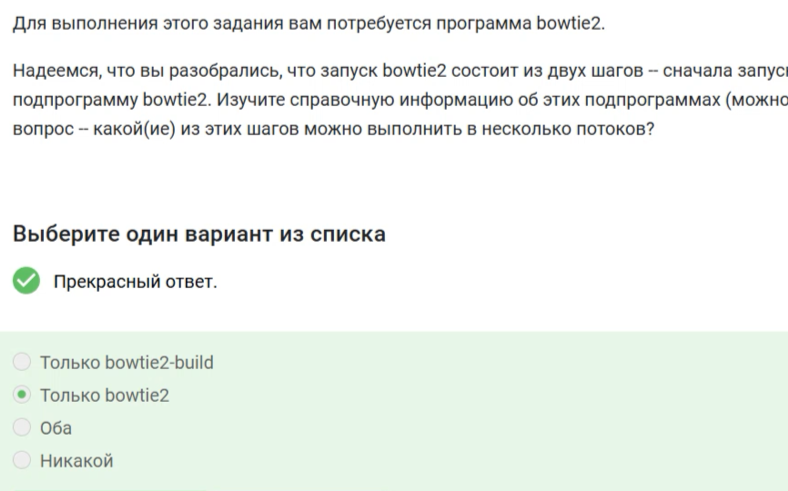 Для выполнения этого задания вам потребуется программа bowtie2.
Надеемся, что вы разобрались, что запуск bowtie2 состоит из двух шагов -- сначала запус
подпрограмму bowtie2. Изучите справочную информацию об этих подпрограммах (можно
вопрос -- какой(ие) из этих шагов можно выполнить в несколько потоков?
Выберите один вариант из списка
Прекрасный ответ.
Только bowtie2-build
Только bowtie2
Оба
Никакой